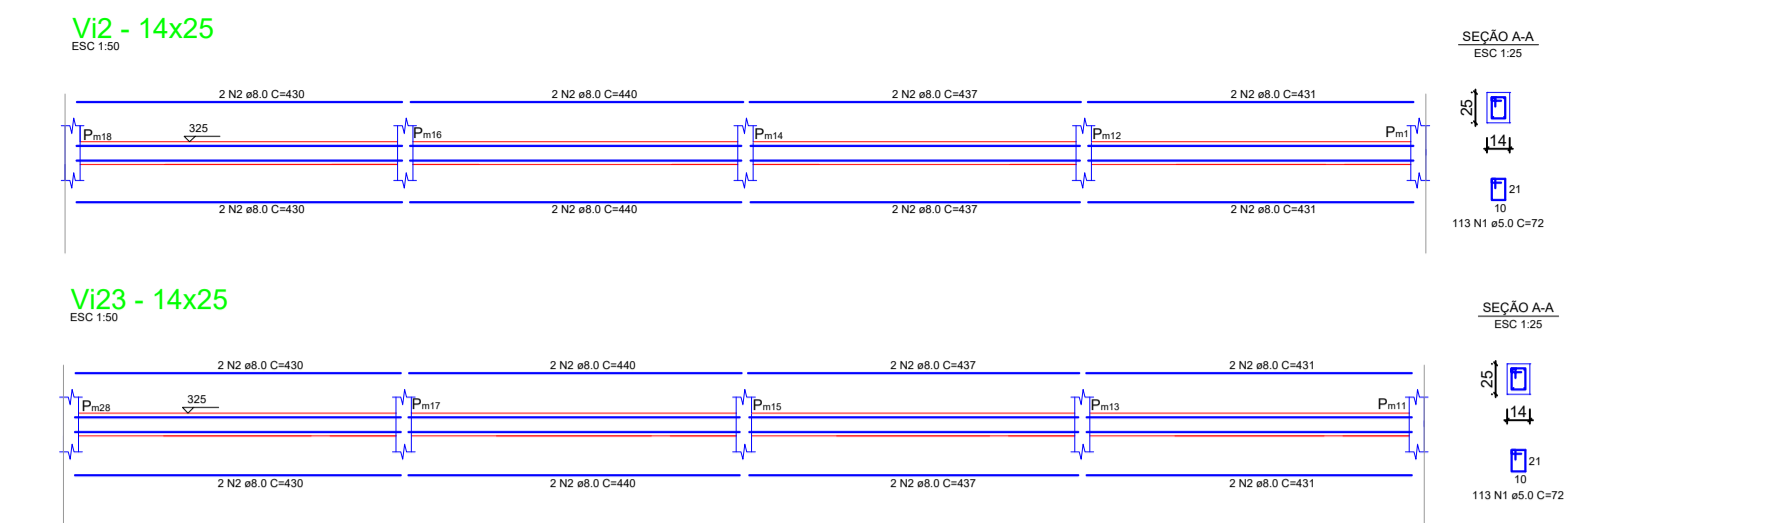 Vi2 - 14x25
ESC 1:50
SEÇÃO A-A
ESC 1:25
2 N2 ø8.0 C=430
2 N2 ø8.0 C=440
2 N2 ø8.0 C=437
2 N2 ø8.0 C=431
25
Pm18
325
Pm16
Pm14
Pm12
Pm1
14
21
10
2 N2 ø8.0 C=430
2 N2 ø8.0 C=440
2 N2 ø8.0 C=437
2 N2 ø8.0 C=431
113 N1 ø5.0 C=72
Vi23 - 14x25
ESC 1:50
SEÇÃO A-A
ESC 1:25
2 N2 ø8.0 C=430
2 N2 ø8.0 C=440
2 N2 ø8.0 C=437
2 N2 ø8.0 C=431
25
Pm28
325
Pm17
Pm15
Pm13
Pm11
14
21
10
2 N2 ø8.0 C=430
2 N2 ø8.0 C=440
2 N2 ø8.0 C=437
2 N2 ø8.0 C=431
113 N1 ø5.0 C=72